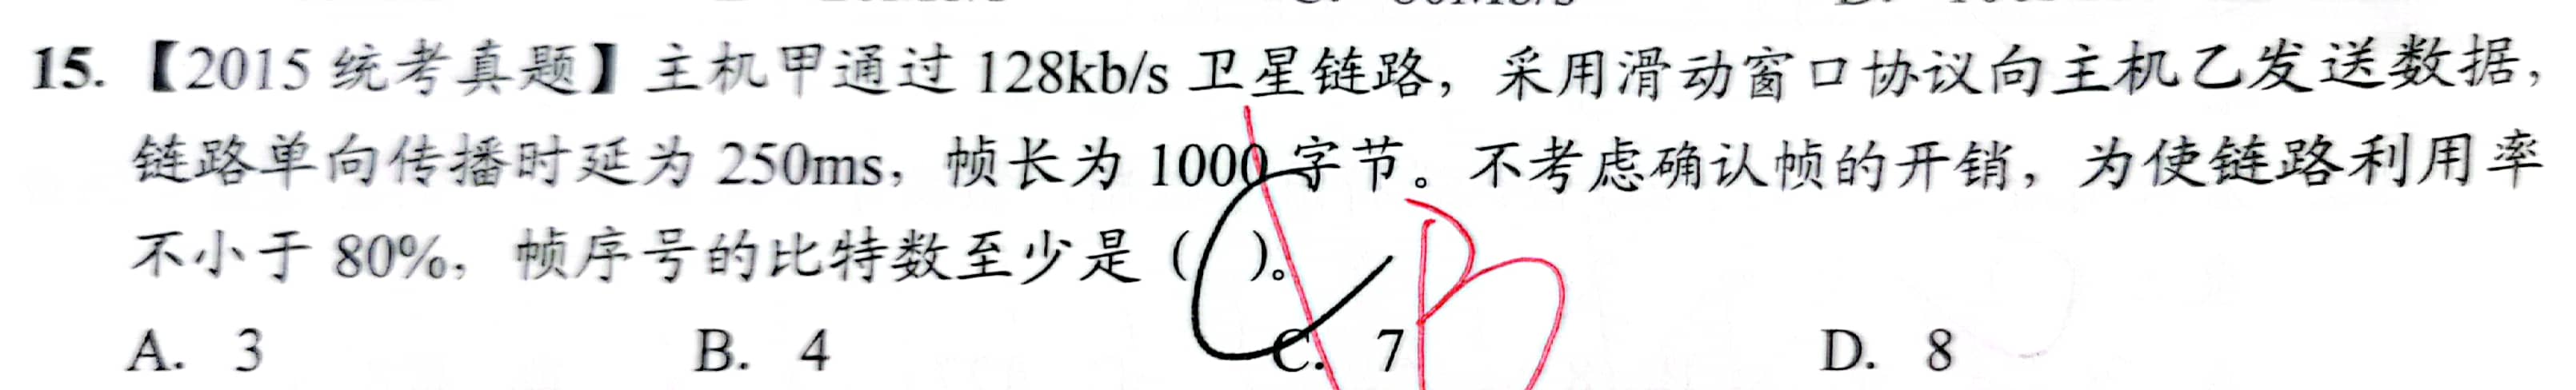 15. 【2015 统考真题】主机甲通过 128kb/s 卫星链路，采用滑动窗口协议向主机乙发送数据，
链路单向传播时延为 250ms，帧长为 1000 字节。不考虑确认帧的开销，为使链路利用率
不小于 80%，帧序号的比特数至少是（ ）。
C B
A. 3 B. 4 C. 7 D. 8